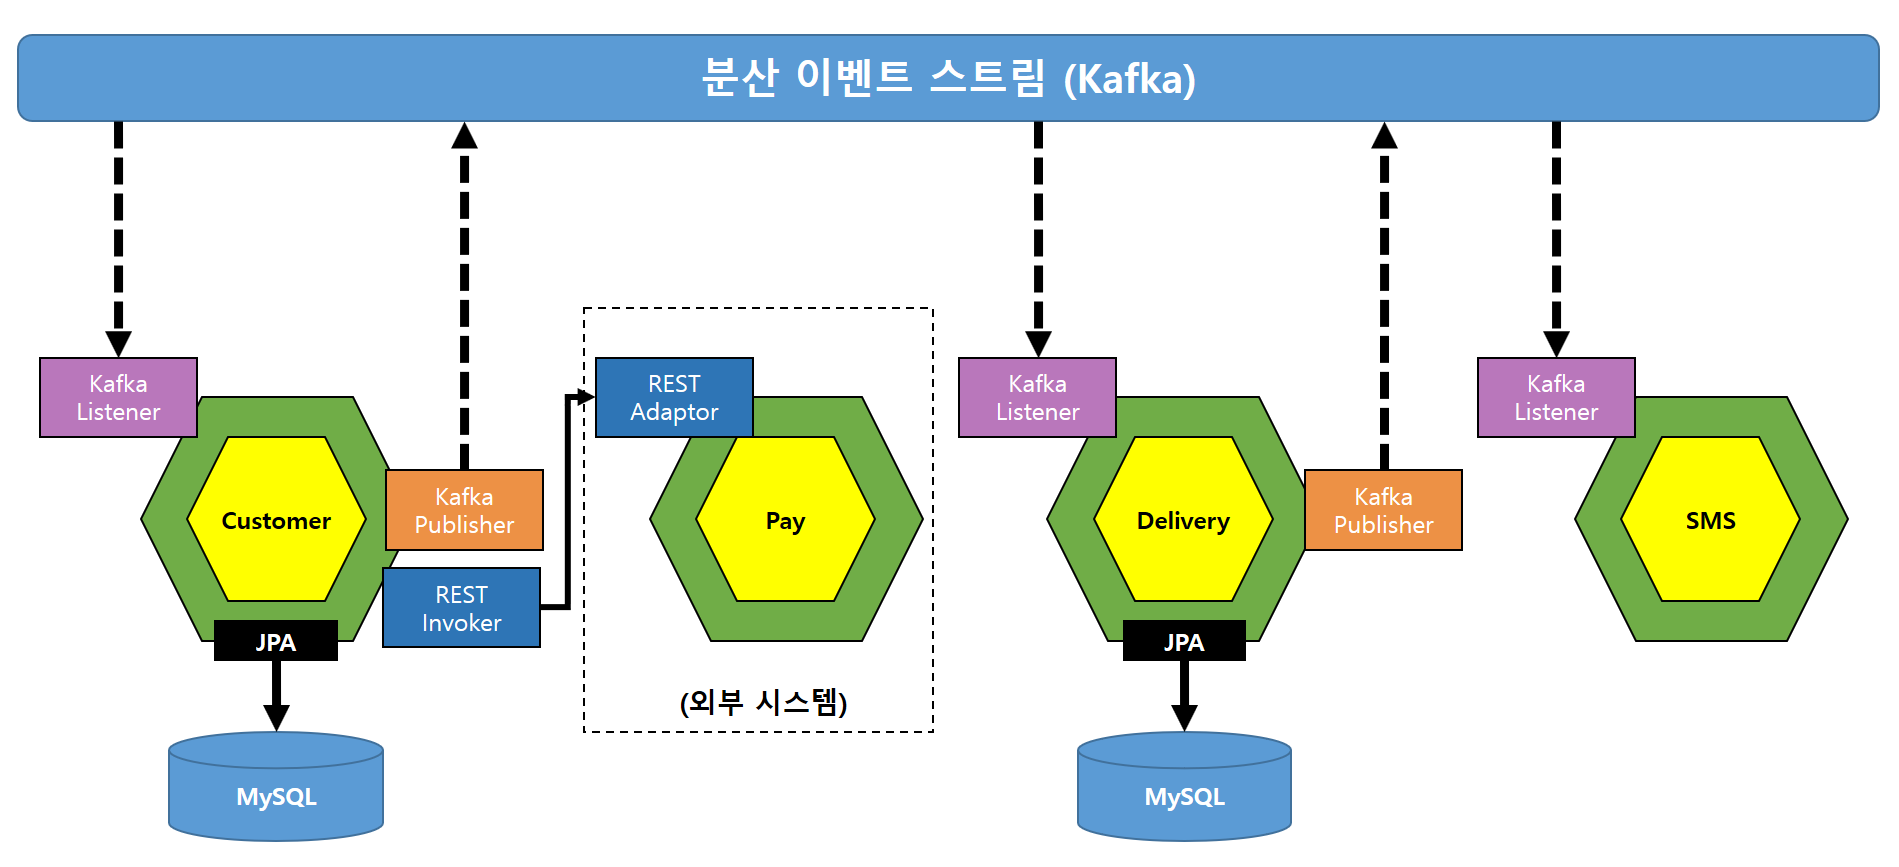 분산 이벤트 스트림 (Kafka)
Kafka
Listener
Customer
Kafka
Publisher
REST
Invoker
JPA
MySQL
REST
Adaptor
Pay
(외부 시스템)
Kafka
Listener
Delivery
Kafka
Publisher
JPA
MySQL
Kafka
Listener
SMS